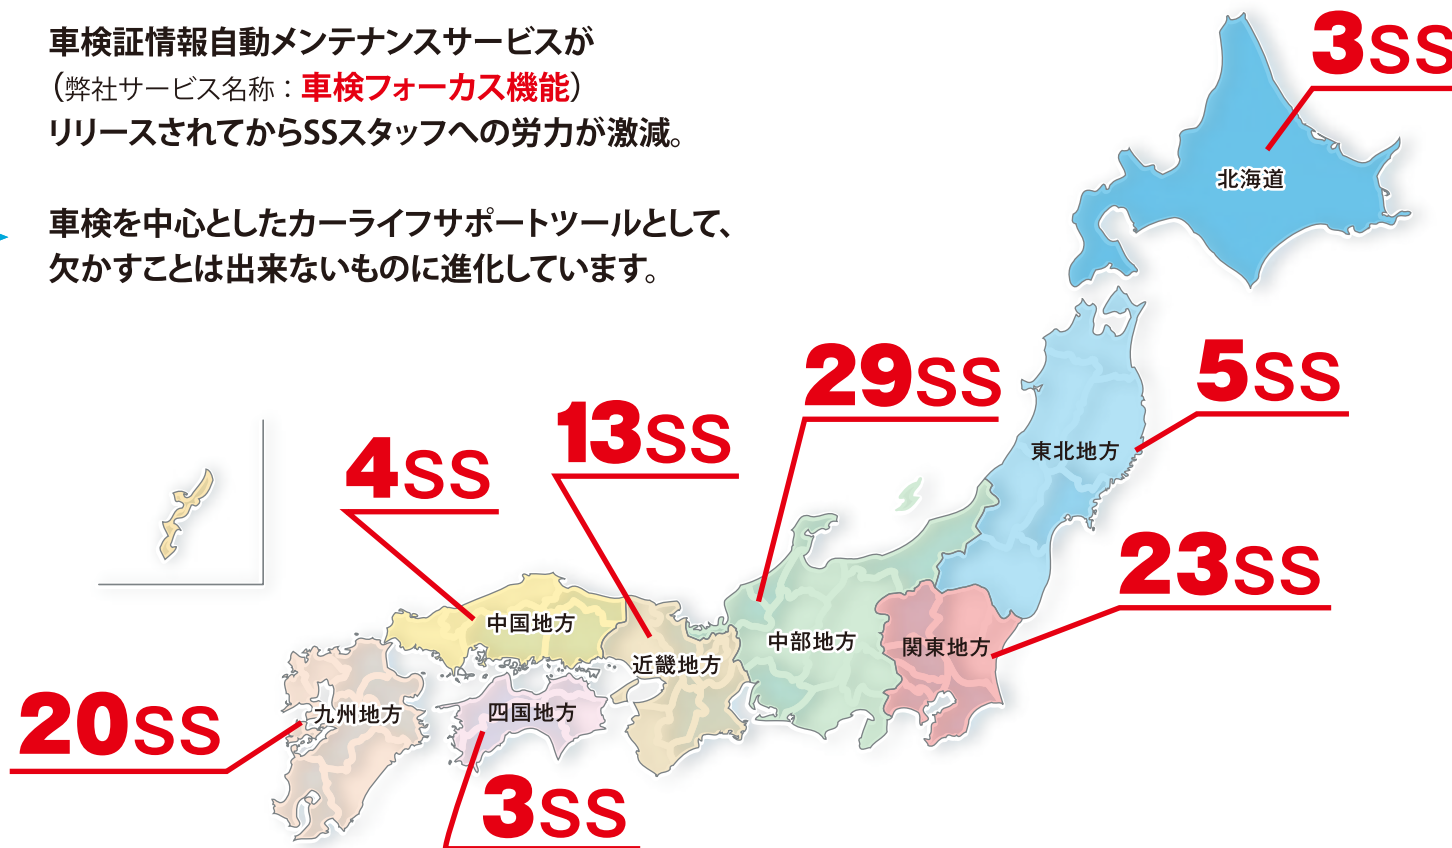 車検証情報自動メンテナンスサービスが
（弊社サービス名称：車検フォーカス機能）
リリースされてからSSスタッフへの労力が激減。
車検を中心としたカーライフサポートツールとして、
欠かすことは出来ないものに進化しています。
3SS
北海道
5SS
東北地方
29SS
13SS
4SS
23SS
中国地方
中部地方
関東地方
近畿地方
20SS
九州地方
四国地方
3SS